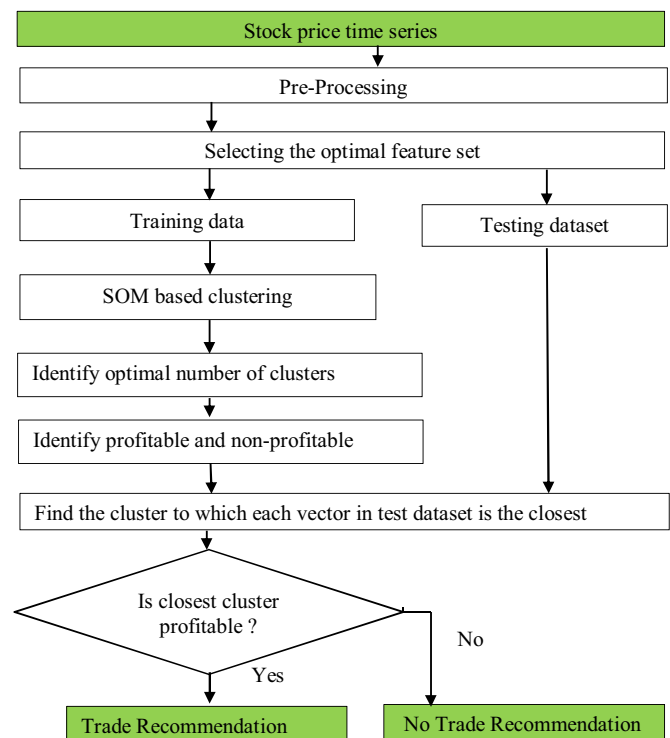 Stock price time series
Pre-Processing
Selecting the optimal feature set
Training data
Testing dataset
SOM based clustering
Identify optimal number of clusters
Identify profitable and non-profitable
Find the cluster to which each vector in test dataset is the closest
Is closest cluster
profitable ?
No
Yes
Trade Recommendation
No Trade Recommendation